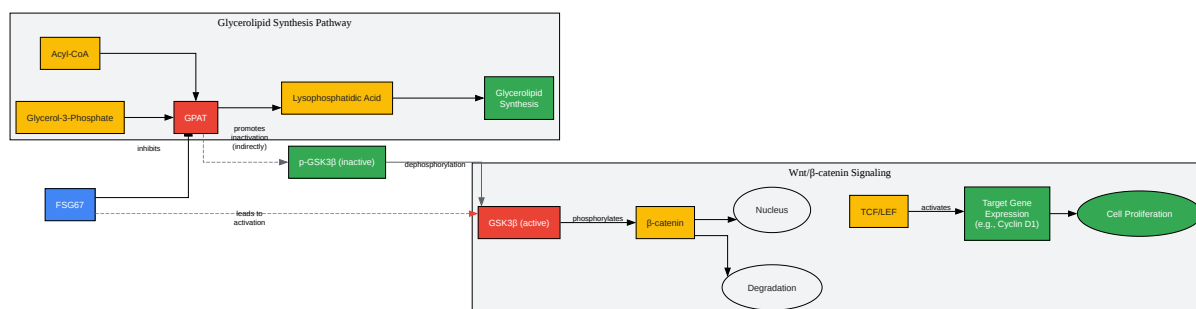 Glycerolipid Synthesis Pathway
Acyl-CoA
Glycerol-3-Phosphate
GPAT
Lysophosphatidic Acid
Glycerolipid
Synthesis
inhibits
promotes
inactivation
(indirectly)
p-GSK3β (inactive)
dephosphorylation
FSG67
leads to
activation
Wnt/β-catenin Signaling
GSK3β (active)
phosphorylates
β-catenin
Nucleus
Degradation
TCF/LEF
activates
Target Gene
Expression
(e.g., Cyclin D1)
Cell Proliferation